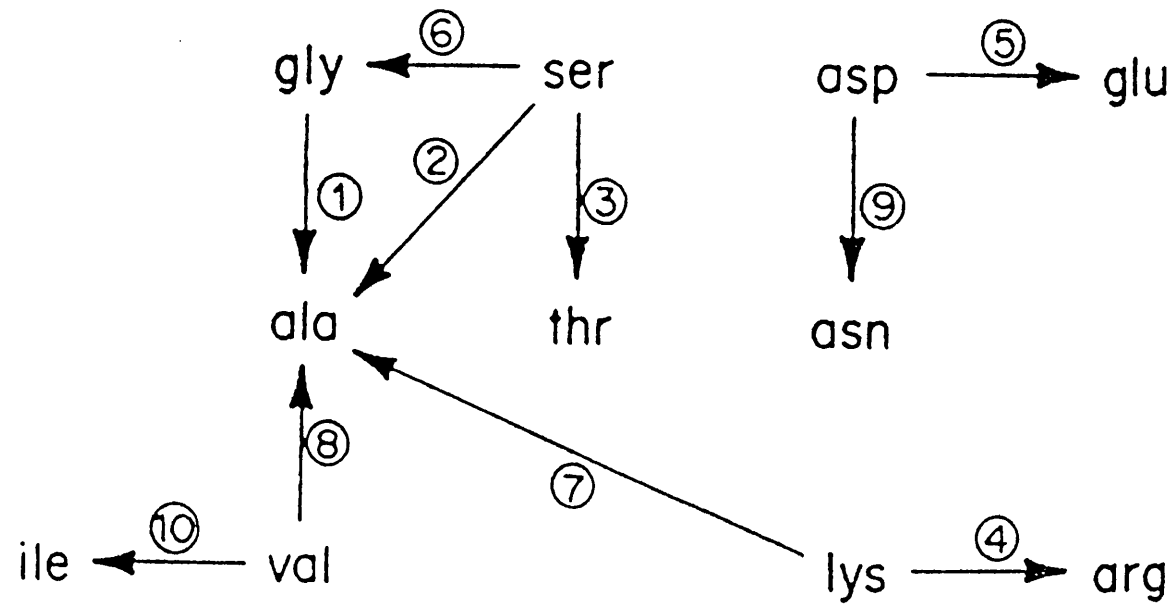 ⑥ ⑤
gly ser asp glu
② ① ③ ⑨
ala thr asn
⑧ ⑦
⑩ ④
ile val lys arg